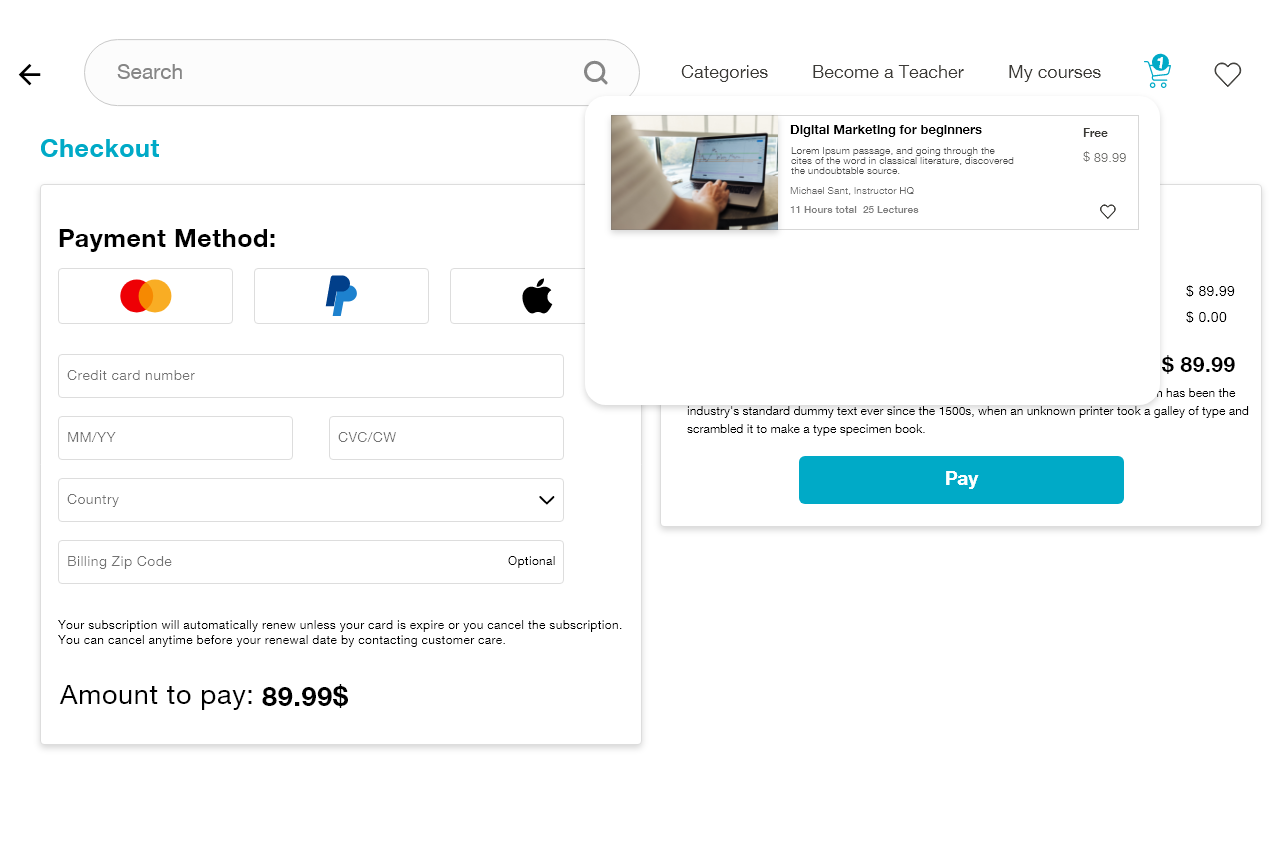 Search
Categories
Become a Teacher
My courses
1
Checkout
Digital Marketing for beginners
Free
Lorem Ipsum passage, and going through the
cites of the word in classical literature, discovered
the undoubtable source.
$ 89.99
Michael Sant, Instructor HQ
11 Hours total 25 Lectures
Payment Method:
Credit card number
MM/YY
CVC/CW
Country
Billing Zip Code
Optional
Your subscription will automatically renew unless your card is expire or you cancel the subscription.
You can cancel anytime before your renewal date by contacting customer care.
Amount to pay: 89.99$
$ 89.99
$ 0.00
$ 89.99
has been the
industry's standard dummy text ever since the 1500s, when an unknown printer took a galley of type and
scrambled it to make a type specimen book.
Pay